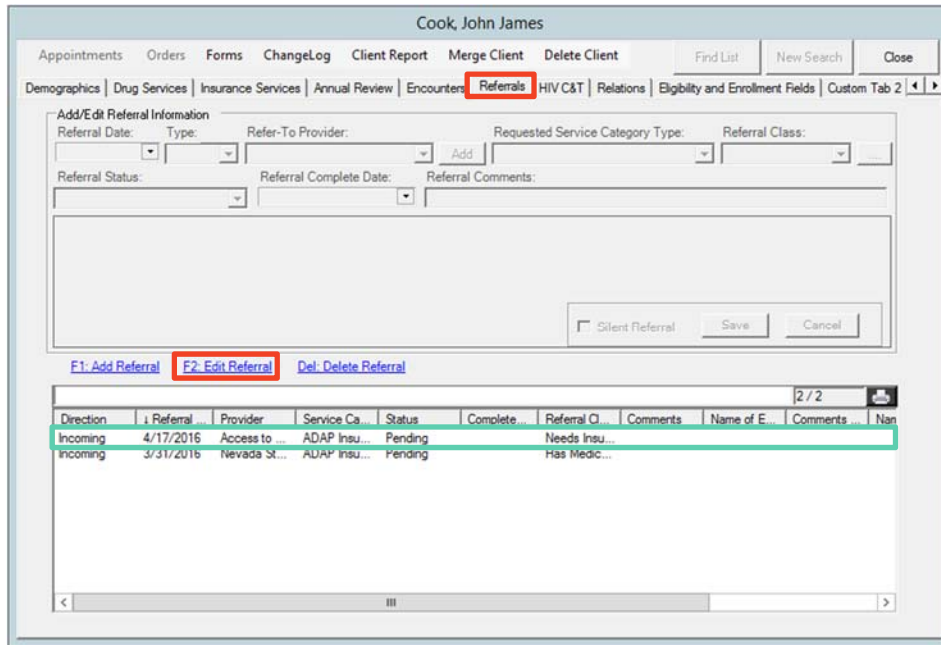 Cook, John James
Appointments Orders Forms ChangeLog Client Report Merge Client Delete Client Find List New Search Close
Demographics Drug Services Insurance Services Annual Review Encounters Referrals HIV C&T Relations Eligibility and Enrollment Fields Custom Tab 2
Add/Edit Referral Information
Referral Date: Type: Refer-To Provider: Requested Service Category Type: Referral Class:
Add ....
Referral Status: Referral Complete Date: Referral Comments:
Silent Referral Save Cancel
F1: Add Referral F2: Edit Referral Del: Delete Referral
2 / 2
Direction ↓ Referral ... Provider Service Ca... Status Complete... Referral Cl... Comments Name of E... Comments ... Nan
Incoming 4/17/2016 Access to ... ADAP Insu... Pending Needs Insu...
Incoming 3/31/2016 Nevada St... ADAP Insu... Pending Has Medic...